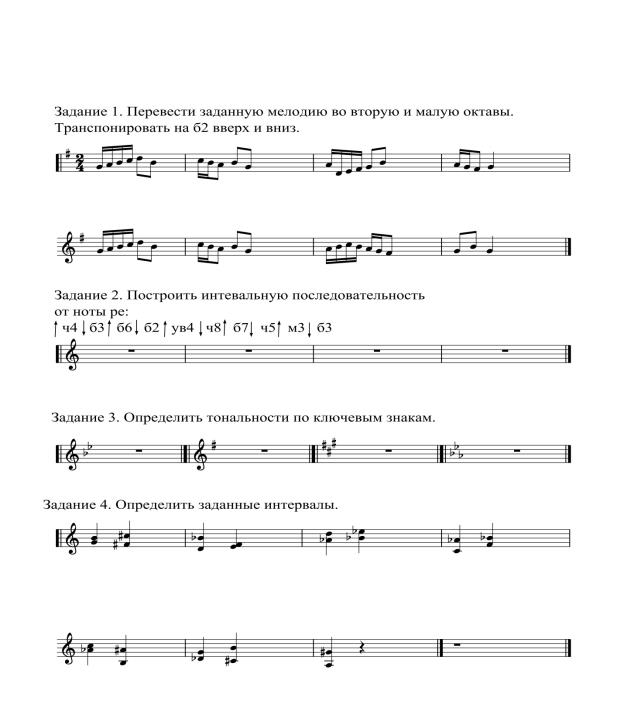 Задание 1. Перевести заданную мелодию во вторую и малую октавы.
Транспонировать на б2 вверх и вниз.
2
4
Задание 2. Построить интевальную последовательность
от ноты ре:
↑ч4↓б3↑б6↓б2↑ув4↓ч8↑б7↓ч5↑м3↓б3
Задание 3. Определить тональности по ключевым знакам.
Задание 4. Определить заданные интервалы.